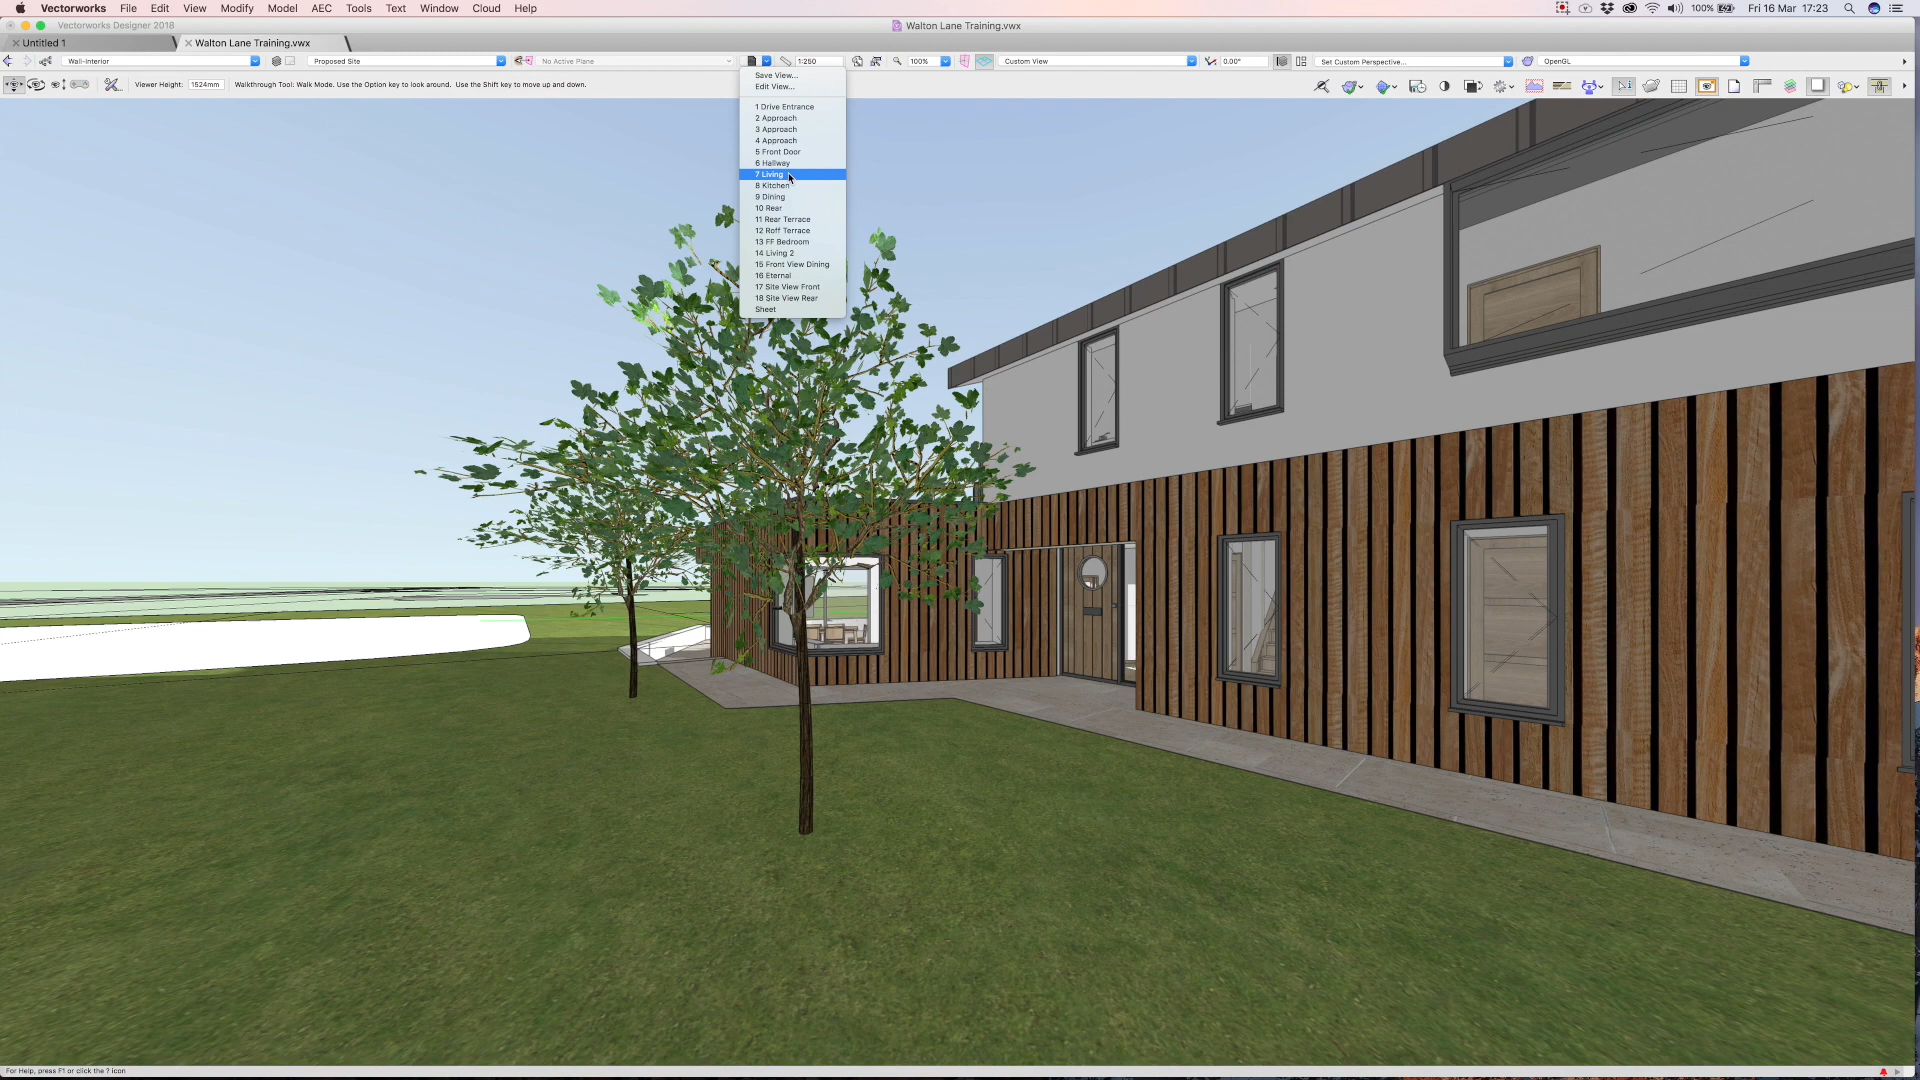 Vectorworks File Edit View Modify Model AEC Tools Text Window Cloud Help 100% Fri 16 Mar 17:23
Vectorworks Designer 2018 Walton Lane Training.vwx
Untitled 1 Walton Lane Training.vwx
Wall-Interior Proposed Site No Active Plane 1:250 100% Custom View 0.00° Set Custom Perspective... OpenGL
Viewer Height: 1524mm Walkthrough Tool: Walk Mode. Use the Option key to look around. Use the Shift key to move up and down.
Save View...
Edit View...
1 Drive Entrance
2 Approach
3 Approach
4 Approach
5 Front Door
6 Hallway
7 Living
8 Kitchen
9 Dining
10 Rear
11 Rear Terrace
12 Roff Terrace
13 FF Bedroom
14 Living 2
15 Front View Dining
16 Eternal
17 Site View Front
18 Site View Rear
Sheet
For Help, press F1 or click the ? icon